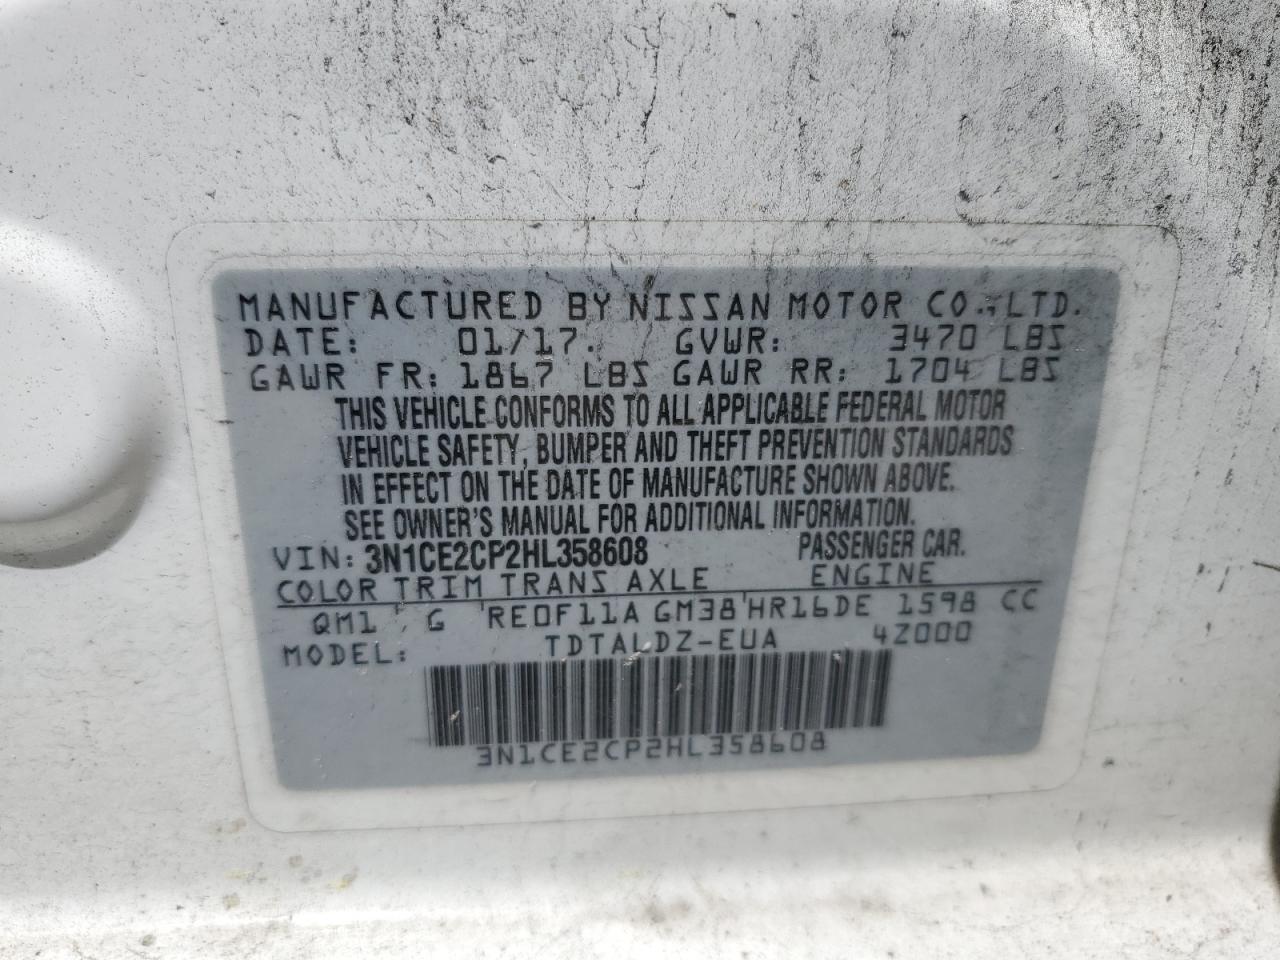 MANUFACTURED BY NISSAN MOTOR CO., LTD.
DATE: 01/17. GVWR: 3470 LBS
GAWR FR: 1867 LBS GAWR RR: 1704 LBS
THIS VEHICLE CONFORMS TO ALL APPLICABLE FEDERAL MOTOR
VEHICLE SAFETY, BUMPER AND THEFT PREVENTION STANDARDS
IN EFFECT ON THE DATE OF MANUFACTURE SHOWN ABOVE.
SEE OWNER'S MANUAL FOR ADDITIONAL INFORMATION.
VIN: 3N1CE2CP2HL358608 PASSENGER CAR.
COLOR TRIM TRANS AXLE ENGINE
QM1 G RE0F11A GM38 HR16DE 1598 CC
MODEL: TDTALDZ-EUA 4Z000
3N1CE2CP2HL358608